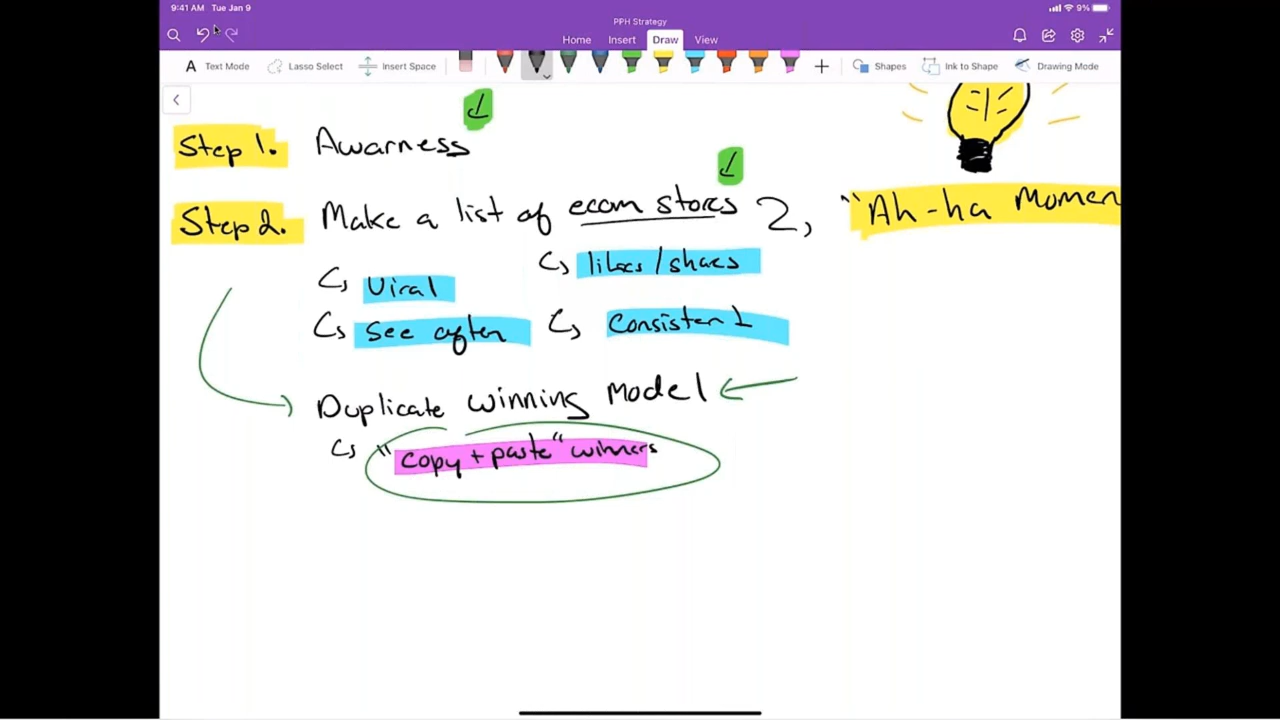 9:41 AM Tue Jan 9
9%
PPH Strategy
Home Insert Draw View
A Text Mode Lasso Select Insert Space Shapes Ink to Shape Drawing Mode
Step 1. Awarness
Step 2. Make a list of ecom stores 2, "Ah-ha Momen
Viral likes/shares
See often Consistent
Duplicate winning Model
"copy + paste" winners